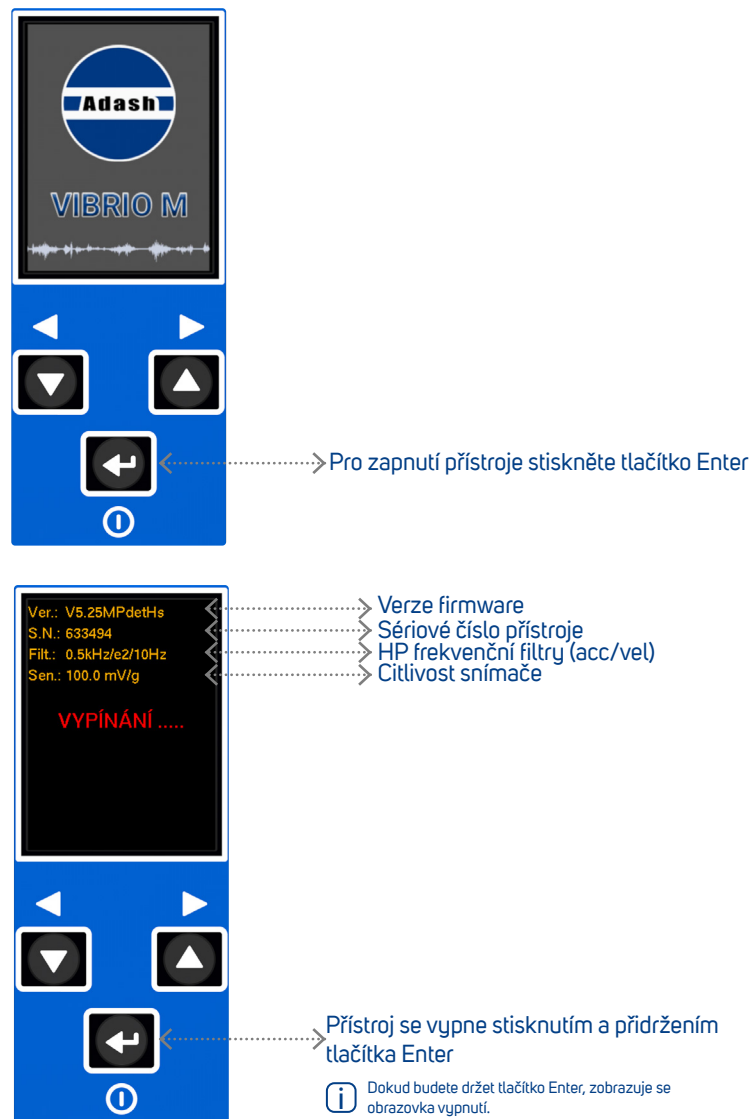 Adash
VIBRIO M
Pro zapnutí přístroje stiskněte tlačítko Enter
Ver.: V5.25MPdetHs
Verze firmware
S.N.: 633494
Sériové číslo přístroje
Filt.: 0.5kHz/e2/10Hz
HP frekvenční filtry (acc/vel)
Sen.: 100.0 mV/g
Citlivost snímače
VYPÍNÁNÍ .....
Přístroj se vypne stisknutím a přidržením
tlačítka Enter
i
Dokud budete držet tlačítko Enter, zobrazuje se
obrazovka vypnutí.